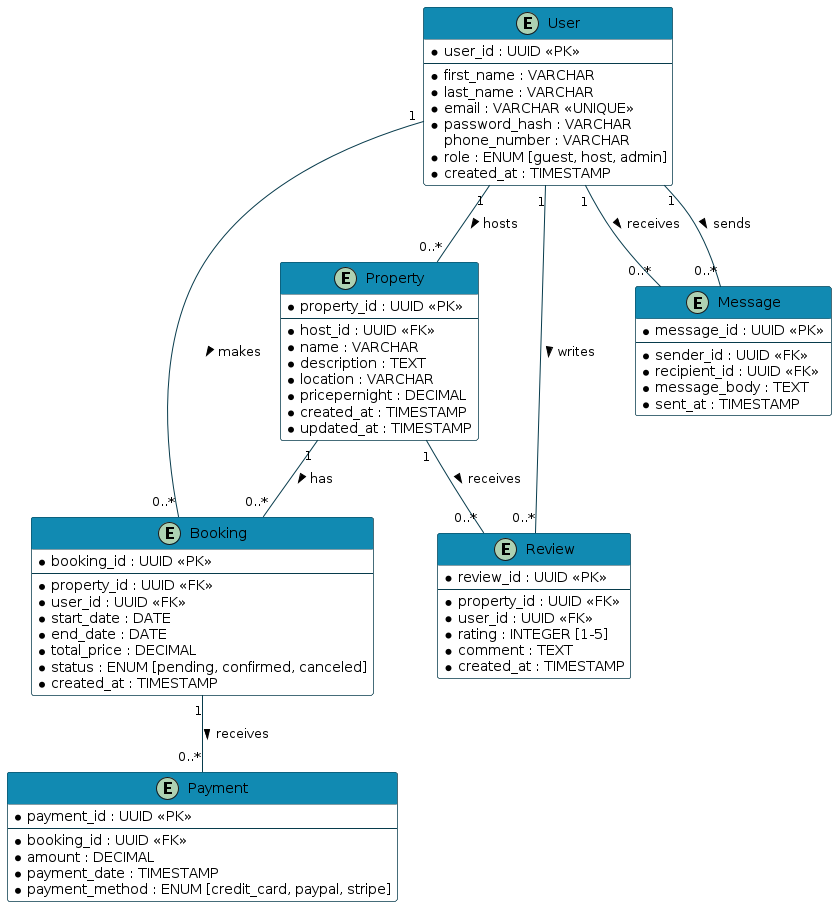 E User
user_id : UUID «PK»
first_name : VARCHAR
last_name : VARCHAR
email : VARCHAR «UNIQUE»
password_hash : VARCHAR
phone_number : VARCHAR
role : ENUM [guest, host, admin]
created_at : TIMESTAMP
1
1
1
1
1
hosts
receives
sends
0..*
0..*
0..*
E Property
property_id : UUID «PK»
host_id : UUID «FK»
name : VARCHAR
description : TEXT
location : VARCHAR
pricepernight : DECIMAL
created_at : TIMESTAMP
updated_at : TIMESTAMP
E Message
message_id : UUID «PK»
sender_id : UUID «FK»
recipient_id : UUID «FK»
message_body : TEXT
sent_at : TIMESTAMP
makes
writes
1
1
has
receives
0..*
0..*
0..*
0..*
E Booking
booking_id : UUID «PK»
property_id : UUID «FK»
user_id : UUID «FK»
start_date : DATE
end_date : DATE
total_price : DECIMAL
status : ENUM [pending, confirmed, canceled]
created_at : TIMESTAMP
E Review
review_id : UUID «PK»
property_id : UUID «FK»
user_id : UUID «FK»
rating : INTEGER [1-5]
comment : TEXT
created_at : TIMESTAMP
1
receives
0..*
E Payment
payment_id : UUID «PK»
booking_id : UUID «FK»
amount : DECIMAL
payment_date : TIMESTAMP
payment_method : ENUM [credit_card, paypal, stripe]